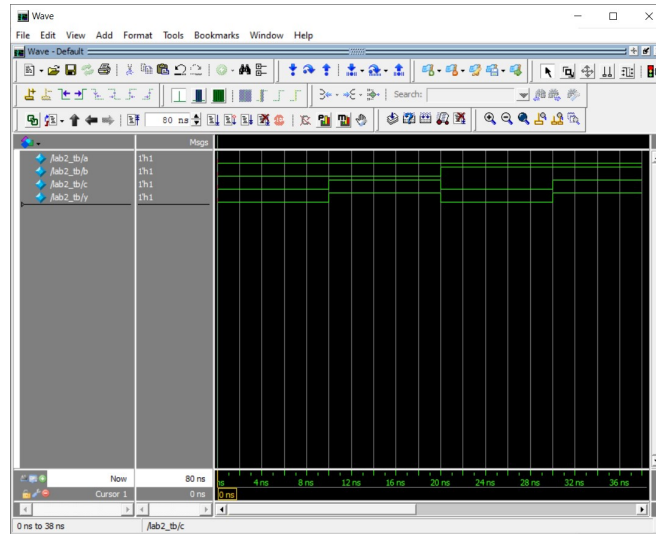 Wave
File Edit View Add Format Tools Bookmarks Window Help
Wave - Default
Search:
80 ns
Msgs
/lab2_tb/a 1'h1
/lab2_tb/b 1'h1
/lab2_tb/c 1'h1
/lab2_tb/y 1'h1
Now 80 ns
ns 4 ns 8 ns 12 ns 16 ns 20 ns 24 ns 28 ns 32 ns 36 ns
Cursor 1 0 ns 0 ns
0 ns to 38 ns /lab2_tb/c